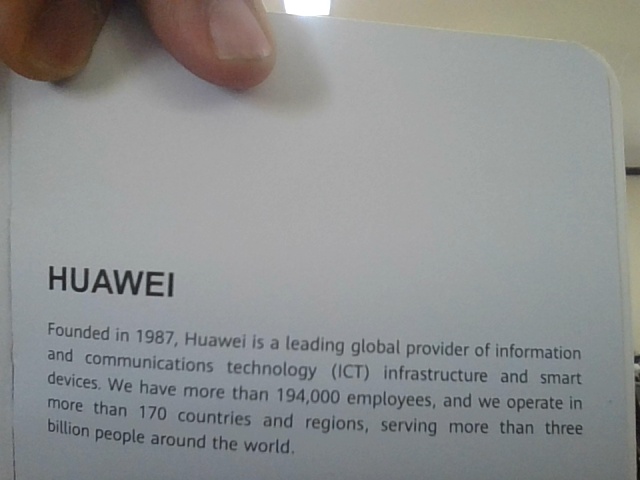 HUAWEI
Founded in 1987, Huawei is a leading global provider of information
and communications technology (ICT) infrastructure and smart
devices. We have more than 194,000 employees, and we operate in
more than 170 countries and regions, serving more than three
billion people around the world.